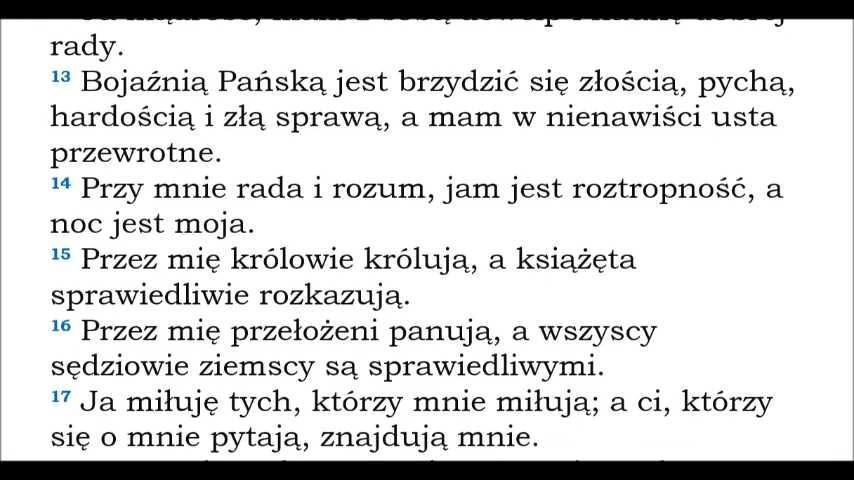 rady.
13 Bojaźnią Pańską jest brzydzić się złością, pychą,
hardością i złą sprawą, a mam w nienawiści usta
przewrotne.
14 Przy mnie rada i rozum, jam jest roztropność, a
noc jest moja.
15 Przez mię królowie królują, a książęta
sprawiedliwie rozkazują.
16 Przez mię przełożeni panują, a wszyscy
sędziowie ziemscy są sprawiedliwymi.
17 Ja miłuję tych, którzy mnie miłują; a ci, którzy
się o mnie pytają, znajdują mnie.